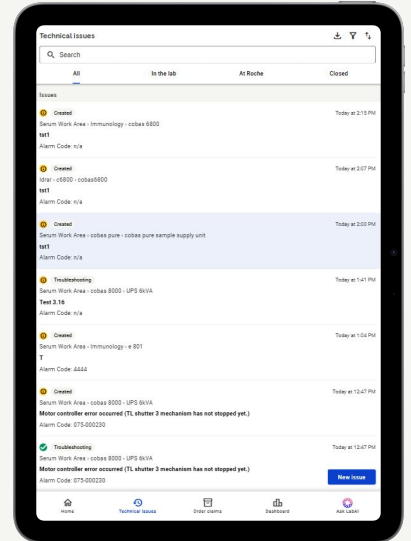 Technical issues
Search
All In the lab At Roche Closed
Issues
Created Today at 2:15 PM
Serum Work Area - Immunology - cobas 6800
tst1
Alarm Code: n/a
Created Today at 2:07 PM
Idrar - c6800 - cobas6800
tst1
Alarm Code: n/a
Created Today at 2:00 PM
Serum Work Area - cobas pure - cobas pure sample supply unit
tst1
Alarm Code: n/a
Troubleshooting Today at 1:41 PM
Serum Work Area - cobas 8000 - UPS 6kVA
Test 3.16
Alarm Code: n/a
Created Today at 1:04 PM
Serum Work Area - Immunology - e 801
T
Alarm Code: 4444
Created Today at 12:47 PM
Serum Work Area - cobas 8000 - UPS 6kVA
Motor controller error occurred (TL shutter 3 mechanism has not stopped yet.)
Alarm Code: 075-000230
Troubleshooting Today at 12:47 PM
Serum Work Area - cobas 8000 - UPS 6kVA
Motor controller error occurred (TL shutter 3 mechanism has not stopped yet.)
Alarm Code: 075-000230
New issue
Home Technical issues Order claims Dashboard Ask LabAI